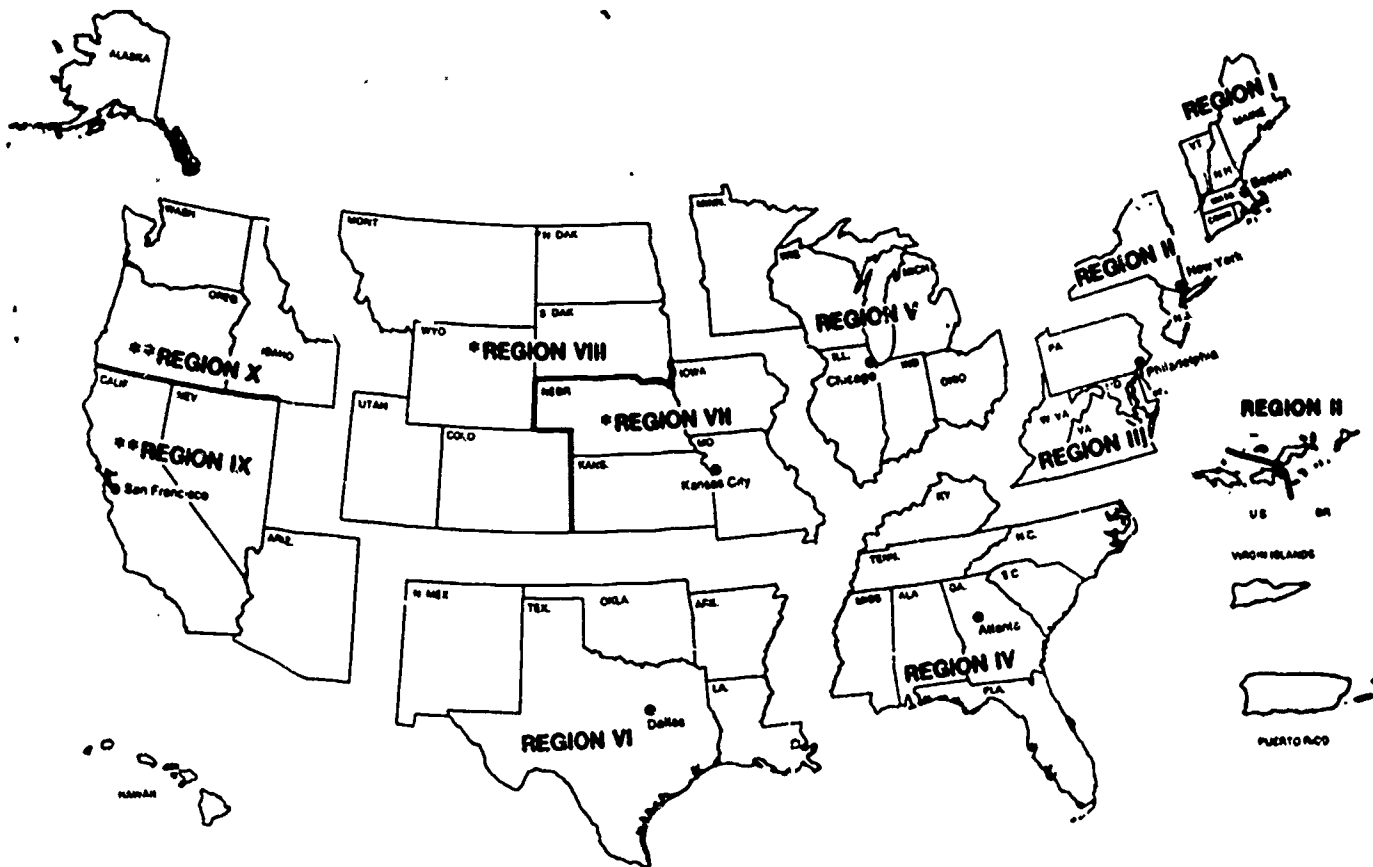 ALASKA
REGION I
MAINE
VT
N H
Boston
MASS
CONN
WASH
MONT
N DAK
MINN.
WIS
MICH
REGION II
New York
N.J.
OREG
IDAHO
**REGION X
WYO
S DAK
*REGION VIII
REGION V
IOWA
ILL.
Chicago
IND
OHIO
PA
Philadelphia
CALIF
NEV
**REGION IX
San Francisco
UTAH
COLO
NEBR
*REGION VII
KANS.
MO
Kansas City
W VA
VA
REGION III
REGION II
US
BR
VIRGIN ISLANDS
KY
TENN.
N.C.
S C
ARIZ.
N MEX
TEX.
OKLA
ARK.
LA.
MISS
ALA
GA.
Atlanta
REGION IV
FLA.
Dallas
REGION VI
HAWAII
PUERTO RICO